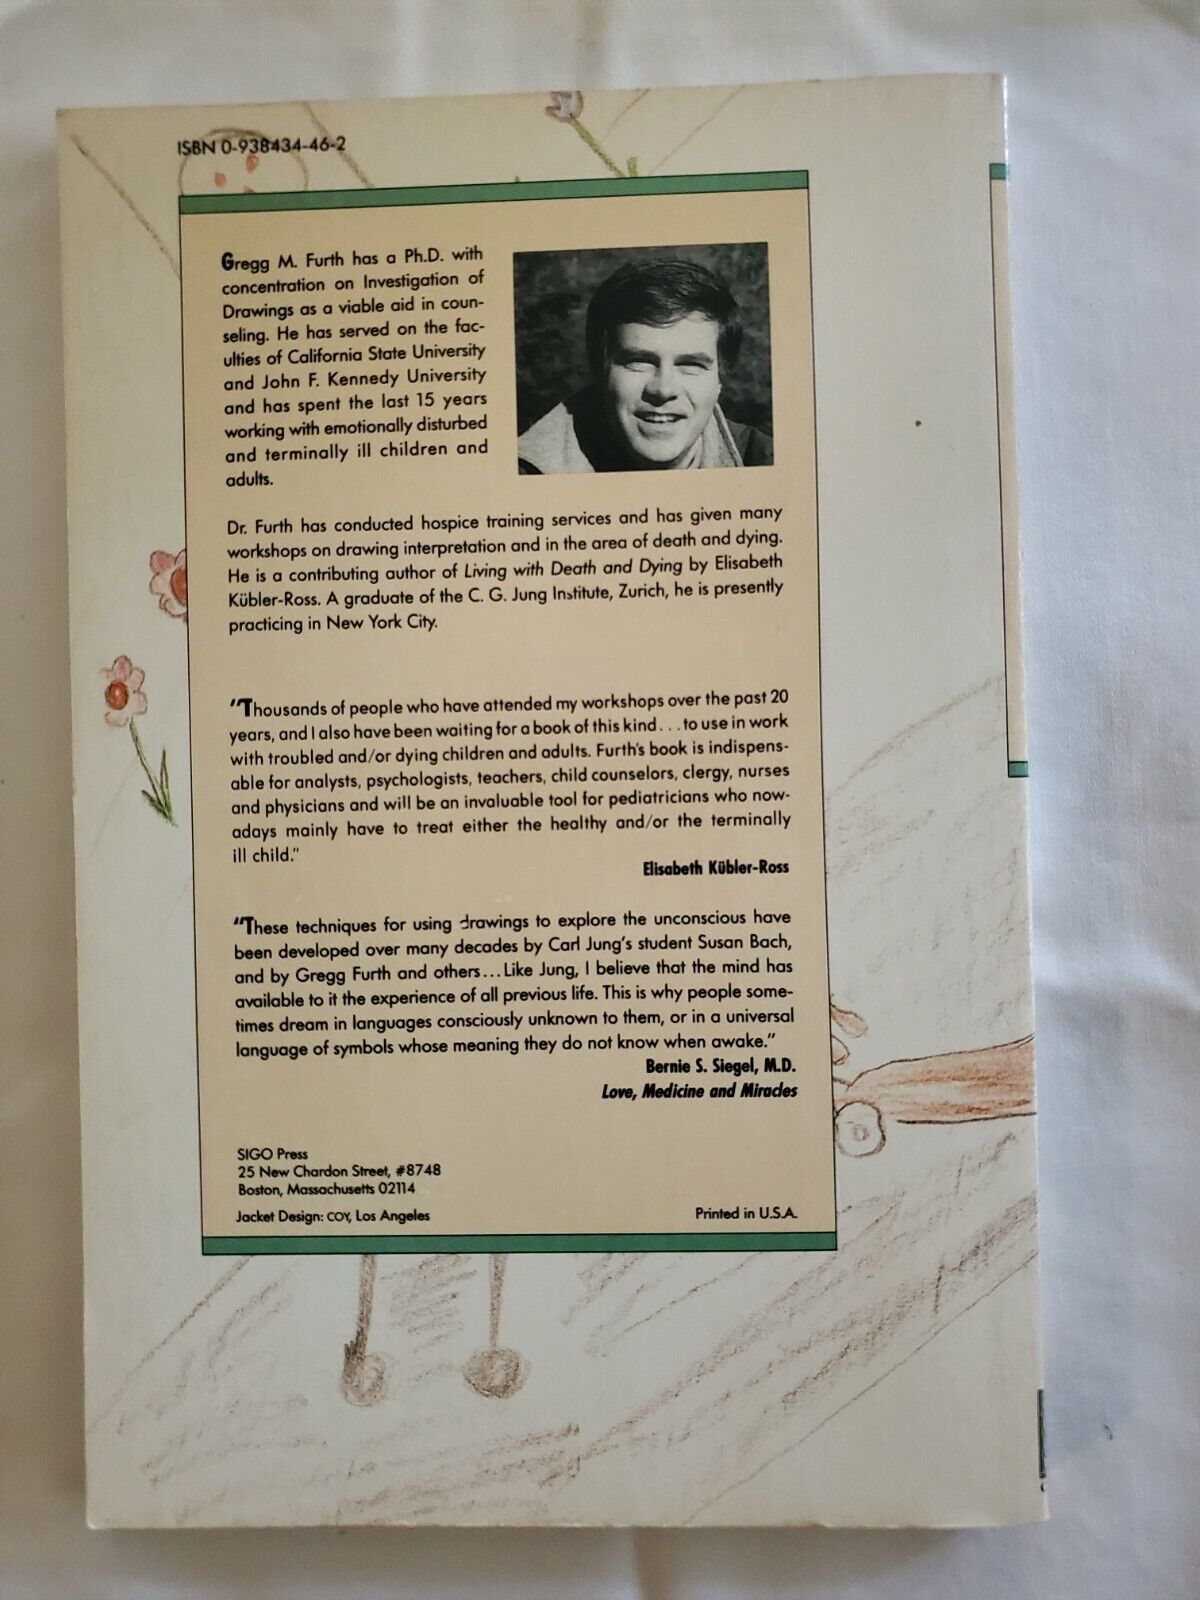 ISBN 0-938434-46-2
Gregg M. Furth has a Ph.D. with
concentration on Investigation of
Drawings as a viable aid in coun-
seling. He has served on the fac-
ulties of California State University
and John F. Kennedy University
and has spent the last 15 years
working with emotionally disturbed
and terminally ill children and
adults.
Dr. Furth has conducted hospice training services and has given many
workshops on drawing interpretation and in the area of death and dying.
He is a contributing author of Living with Death and Dying by Elisabeth
Kübler-Ross. A graduate of the C. G. Jung Institute, Zurich, he is presently
practicing in New York City.
"Thousands of people who have attended my workshops over the past 20
years, and I also have been waiting for a book of this kind...to use in work
with troubled and/or dying children and adults. Furth's book is indispens-
able for analysts, psychologists, teachers, child counselors, clergy, nurses
and physicians and will be an invaluable tool for pediatricians who now-
adays mainly have to treat either the healthy and/or the terminally
ill child."
Elisabeth Kübler-Ross
"These techniques for using drawings to explore the unconscious have
been developed over many decades by Carl Jung's student Susan Bach,
and by Gregg Furth and others...Like Jung, I believe that the mind has
available to it the experience of all previous life. This is why people some-
times dream in languages consciously unknown to them, or in a universal
language of symbols whose meaning they do not know when awake."
Bernie S. Siegel, M.D.
Love, Medicine and Miracles
SIGO Press
25 New Chardon Street, #8748
Boston, Massachusetts 02114
Jacket Design: COY, Los Angeles
Printed in U.S.A.